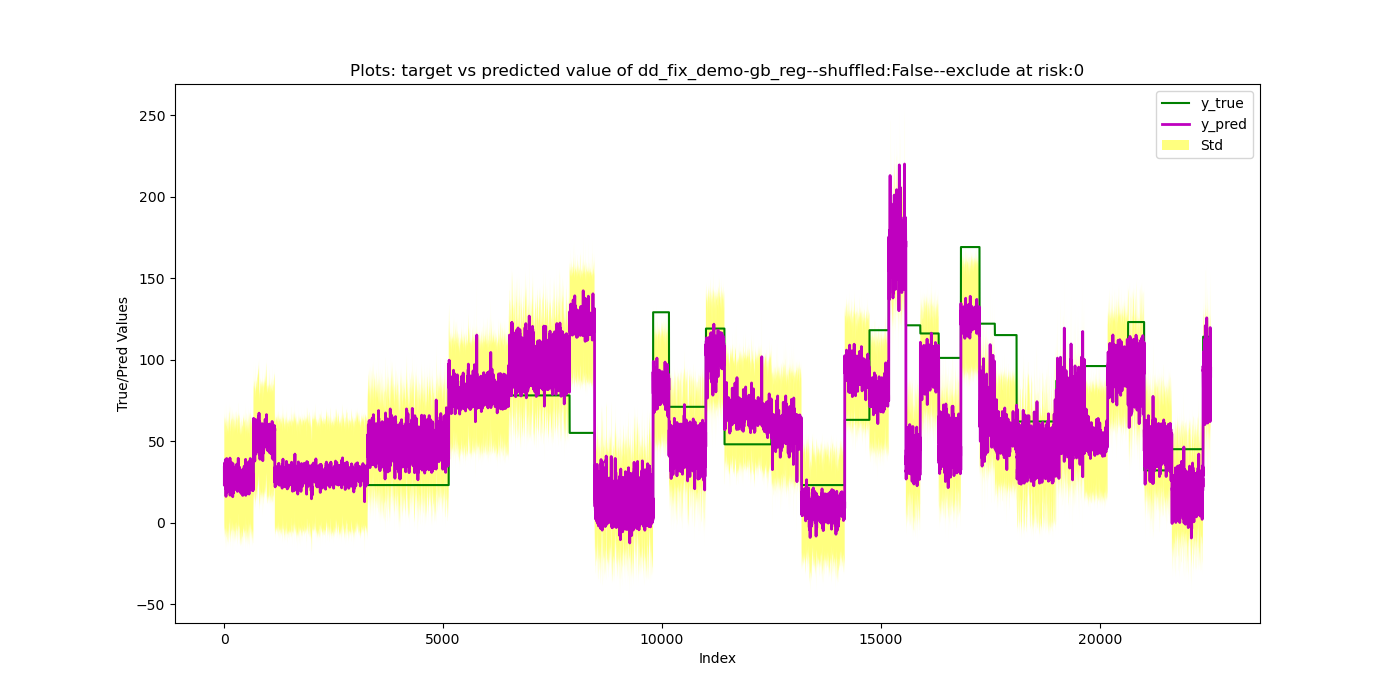 Plots: target vs predicted value of dd_fix_demo-gb_reg--shuffled:False--exclude at risk:0
y_true
y_pred
Std
True/Pred Values
250
200
150
100
50
0
−50
0
5000
10000
15000
20000
Index